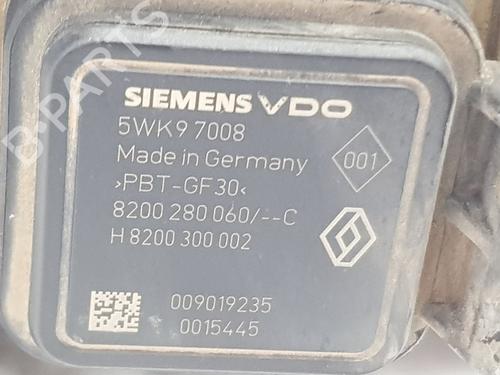 B-PARTS
SIEMENS VDO
5WK9 7008
Made in Germany
001
>PBT-GF30<
8200 280 060/--C
H 8200 300 002
009019235
0015445